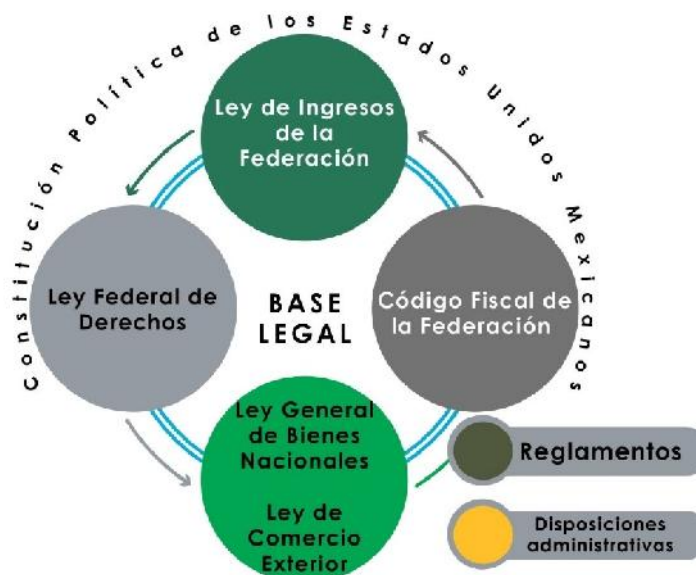 Constitución Política de los Estados Unidos Mexicanos
Ley de Ingresos
de la
Federación
Ley Federal de
Derechos
BASE
LEGAL
Código Fiscal de
la Federación
Ley General
de Bienes
Nacionales
Ley de
Comercio
Exterior
Reglamentos
Disposiciones
administrativas